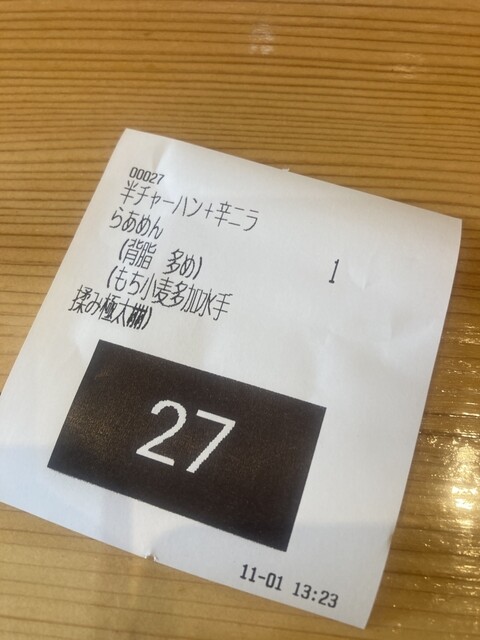 00027
半チャーハン+辛ニラ
らあめん
1
(背脂 多め)
(もち小麦多加水手
揉み極太麺)
27
11-01 13:23